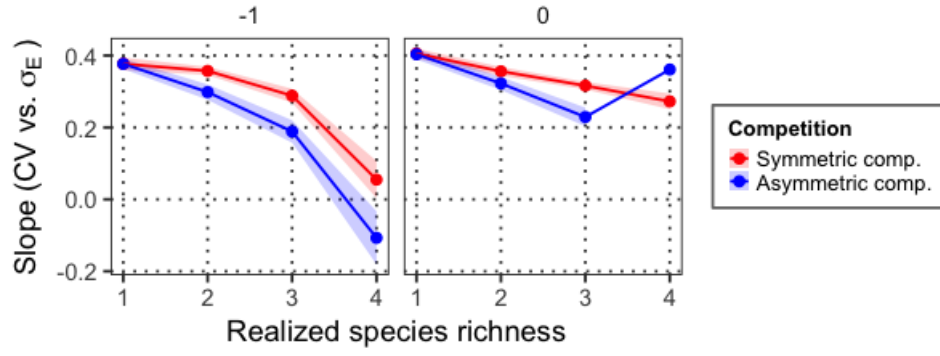 -1 0
Slope (CV vs. σE)
0.4
0.2
0.0
-0.2
1 2 3 4 1 2 3 4
Realized species richness
Competition
Symmetric comp.
Asymmetric comp.